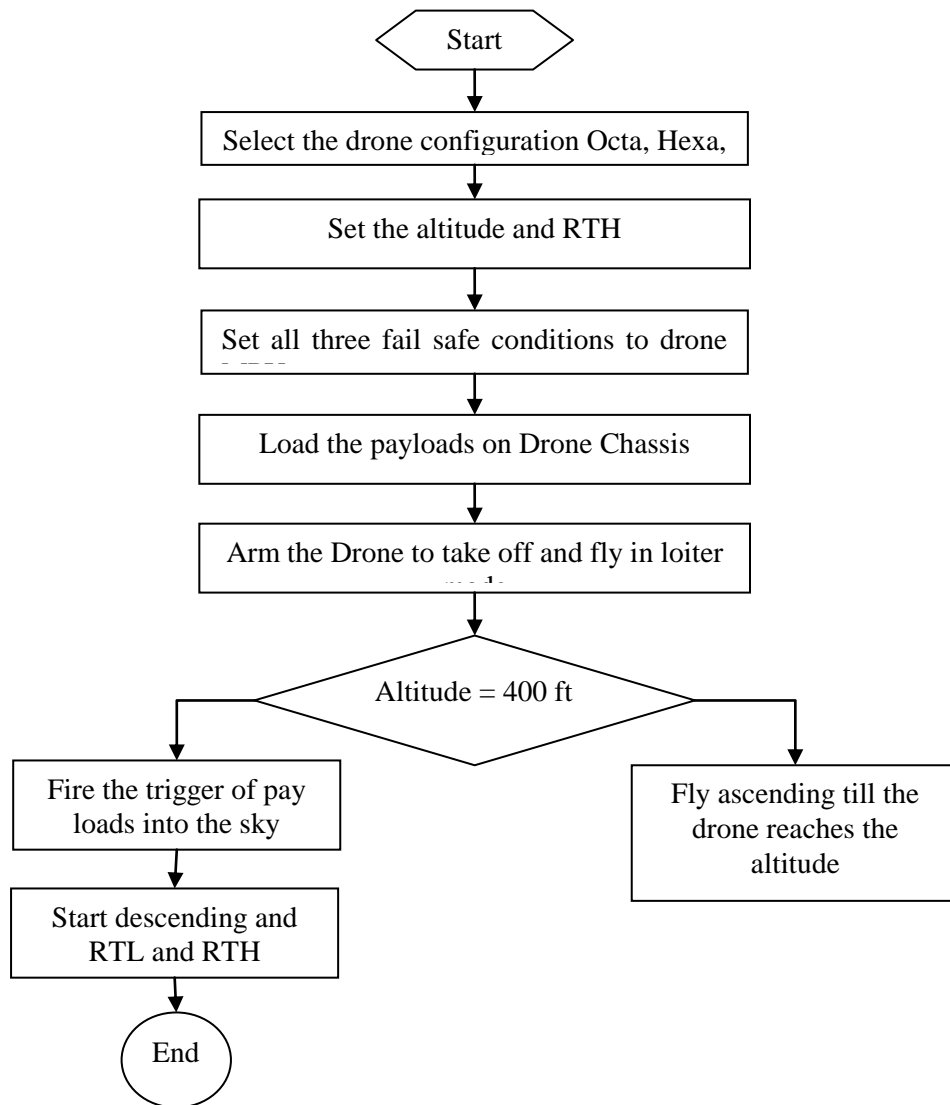 Start
Select the drone configuration Octa, Hexa,
Set the altitude and RTH
Set all three fail safe conditions to drone
Load the payloads on Drone Chassis
Arm the Drone to take off and fly in loiter
Altitude = 400 ft
Fire the trigger of pay
loads into the sky
Fly ascending till the
drone reaches the
altitude
Start descending and
RTL and RTH
End